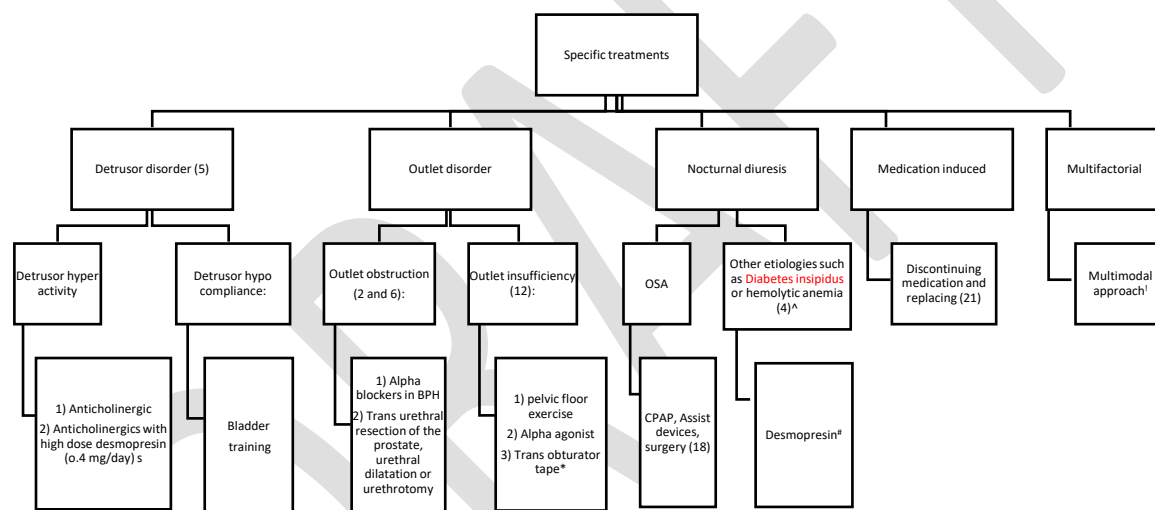 Specific treatments
Detrusor disorder (5)
Outlet disorder
Nocturnal diuresis
Medication induced
Multifactorial
Detrusor hyper
activity
Detrusor hypo
compliance:
Outlet obstruction
(2 and 6):
Outlet insufficiency
(12):
OSA
Other etiologies such
as Diabetes insipidus
or hemolytic anemia
(4)^
Discontinuing
medication and
replacing (21)
Multimodal
approach!
1) Anticholinergic
2) Anticholinergics with
high dose desmopresin
(o.4 mg/day) s
Bladder
training
1) Alpha
blockers in BPH
2) Trans urethral
resection of the
prostate,
urethral
dilatation or
urethrotomy
1) pelvic floor
exercise
2) Alpha agonist
3) Trans obturator
tape*
CPAP, Assist
devices,
surgery (18)
Desmopresin#